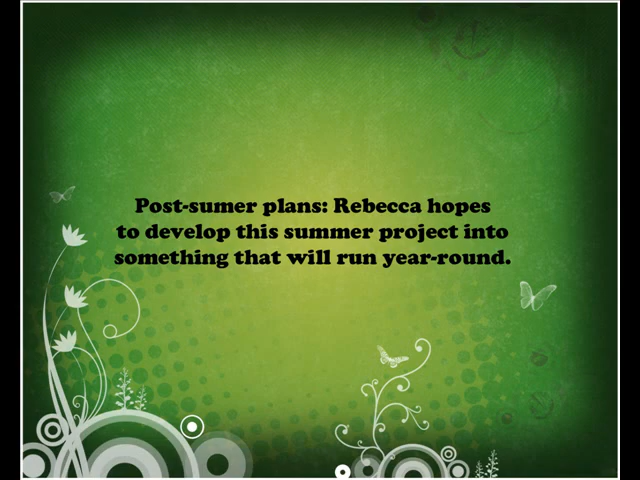 Post-sumer plans: Rebecca hopes
to develop this summer project into
something that will run year-round.